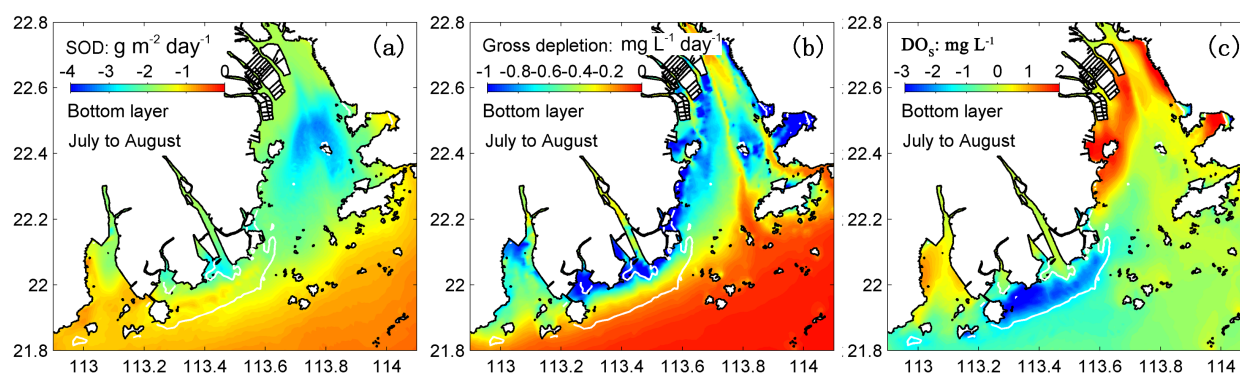 22.8
22.6
22.4
22.2
22
21.8
113
113.2
113.4
113.6
113.8
114
SOD: g m⁻² day⁻¹
(a)
-4 -3 -2 -1 0
Bottom layer
July to August
22.8
22.6
22.4
22.2
22
21.8
113
113.2
113.4
113.6
113.8
114
Gross depletion: mg L⁻¹ day⁻¹
(b)
-1 -0.8 -0.6 -0.4 -0.2 0
Bottom layer
July to August
22.8
22.6
22.4
22.2
22
21.8
113
113.2
113.4
113.6
113.8
114
DOₛ: mg L⁻¹
(c)
-3 -2 -1 0 1 2
Bottom layer
July to August